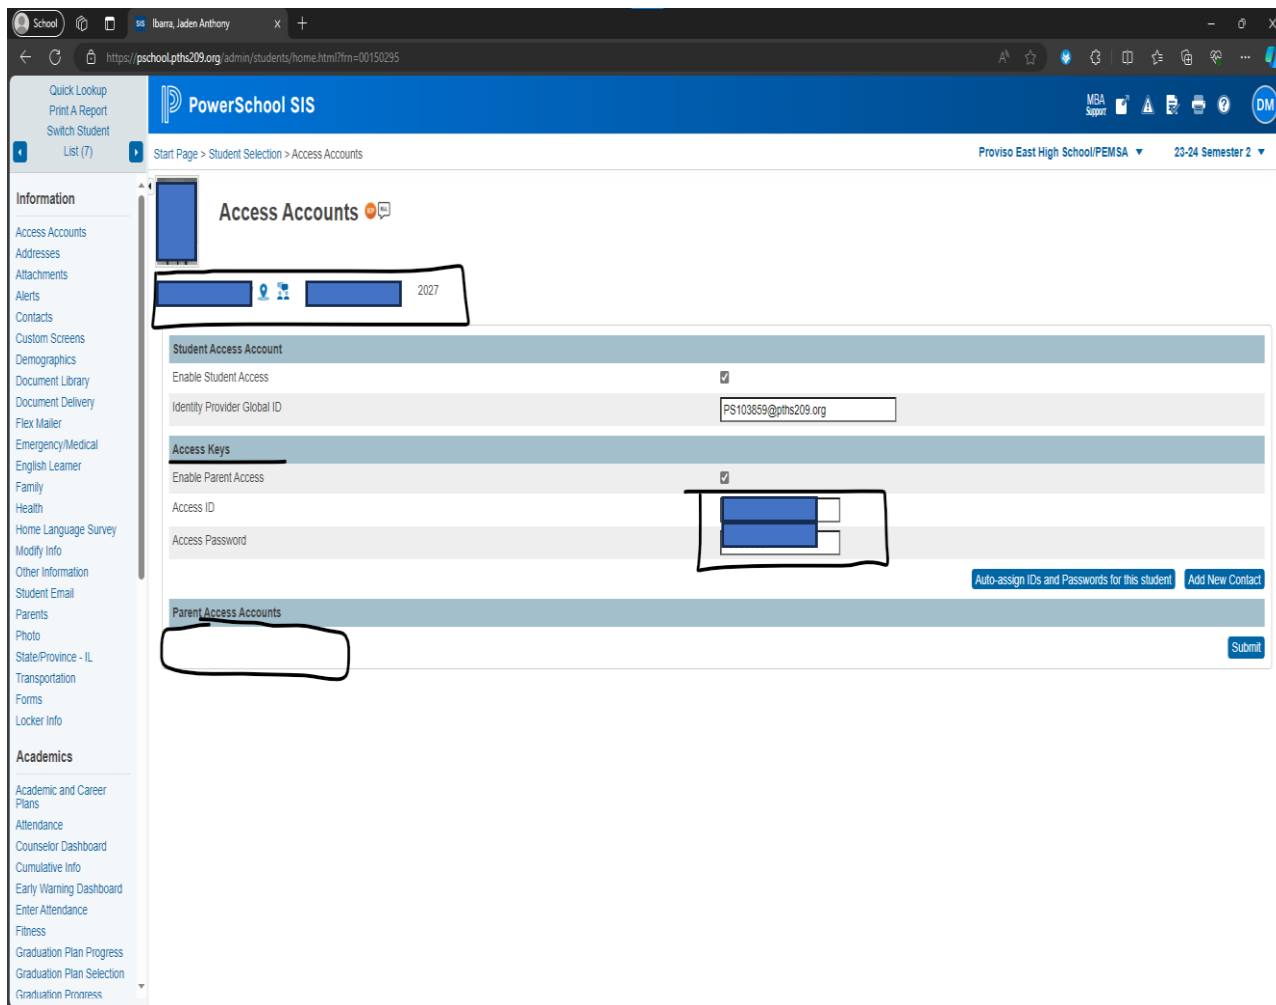 School
Ibarra, Jaden Anthony
https://pschool.pths209.org/admin/students/home.html?frn=00150295
Quick Lookup
Print A Report
Switch Student
List (7)
PowerSchool SIS
MBA
Support
DM
Start Page > Student Selection > Access Accounts
Proviso East High School/PEMSA
23-24 Semester 2
Information
Access Accounts
Addresses
Attachments
Alerts
Contacts
Custom Screens
Demographics
Document Library
Document Delivery
Flex Mailer
Emergency/Medical
English Learner
Family
Health
Home Language Survey
Modify Info
Other Information
Student Email
Parents
Photo
State/Province - IL
Transportation
Forms
Locker Info
Academics
Academic and Career
Plans
Attendance
Counselor Dashboard
Cumulative Info
Early Warning Dashboard
Enter Attendance
Fitness
Graduation Plan Progress
Graduation Plan Selection
Graduation Progress
Access Accounts
2027
Student Access Account
Enable Student Access
Identity Provider Global ID
PS103859@pths209.org
Access Keys
Enable Parent Access
Access ID
Access Password
Auto-assign IDs and Passwords for this student
Add New Contact
Parent Access Accounts
Submit